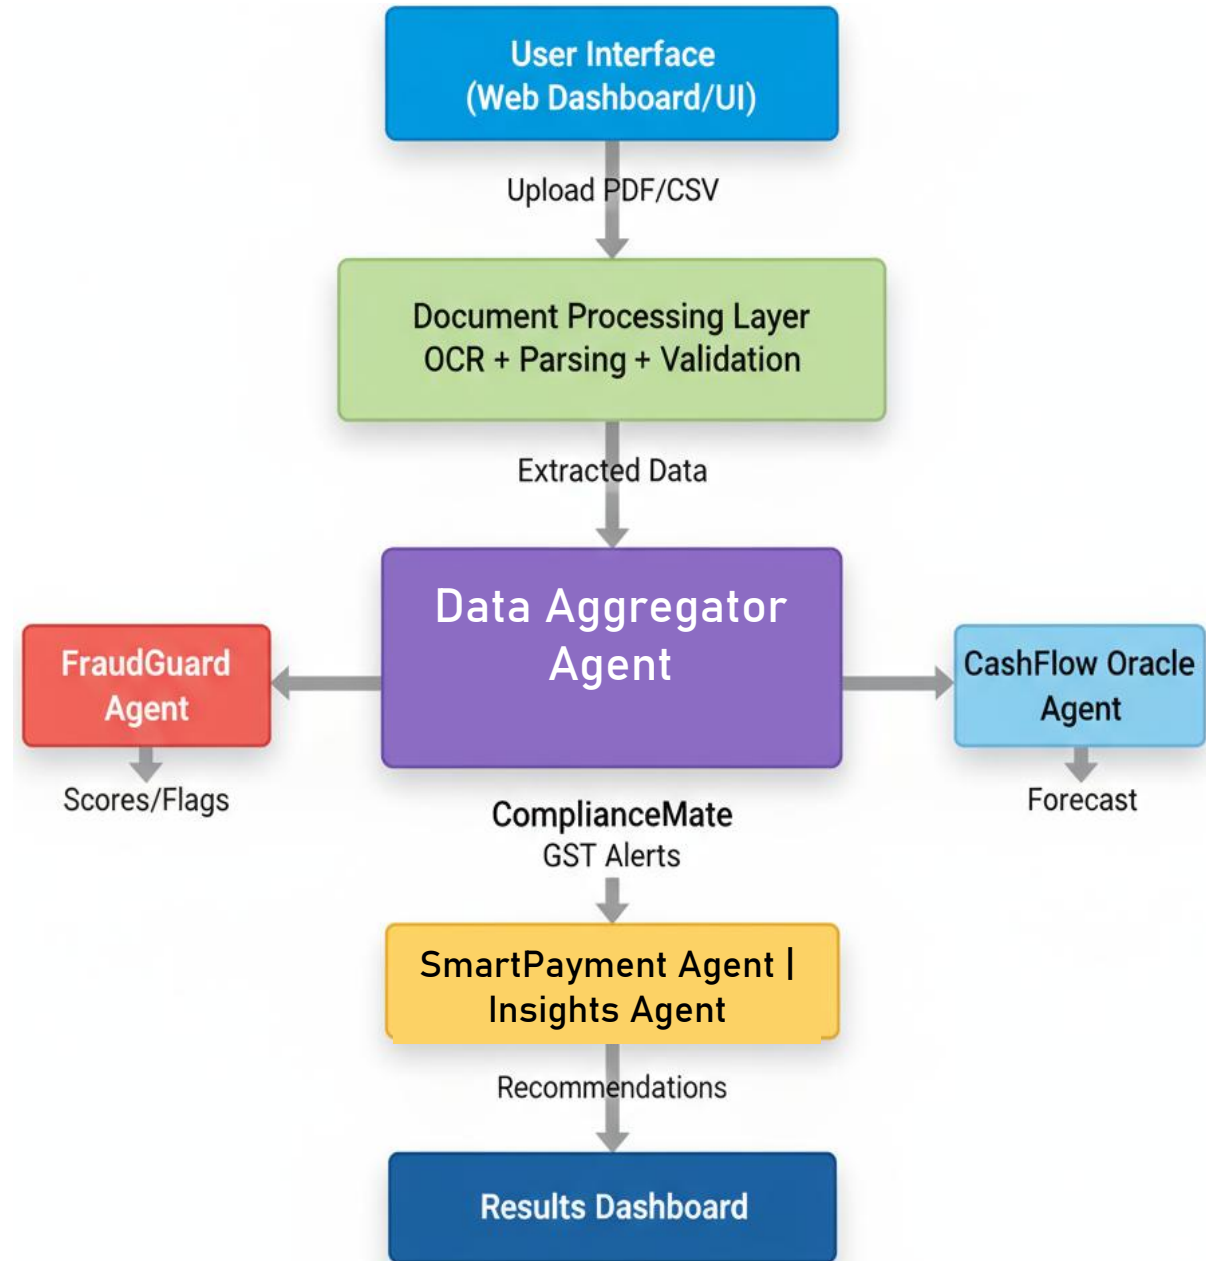 User Interface
(Web Dashboard/UI)
Upload PDF/CSV
Document Processing Layer
OCR + Parsing + Validation
Extracted Data
Data Aggregator
Agent
FraudGuard
Agent
Scores/Flags
CashFlow Oracle
Agent
Forecast
ComplianceMate
GST Alerts
SmartPayment Agent |
Insights Agent
Recommendations
Results Dashboard